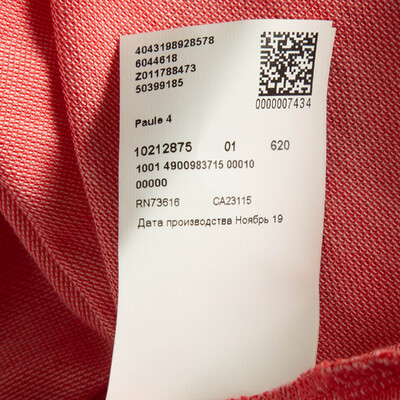 4043198928578
6044618
Z011788473
50399185
0000007434
Paule 4
10212875 01 620
1001 4900983715 00010
00000
RN73616 CA23115
Дата производства Ноябрь 19